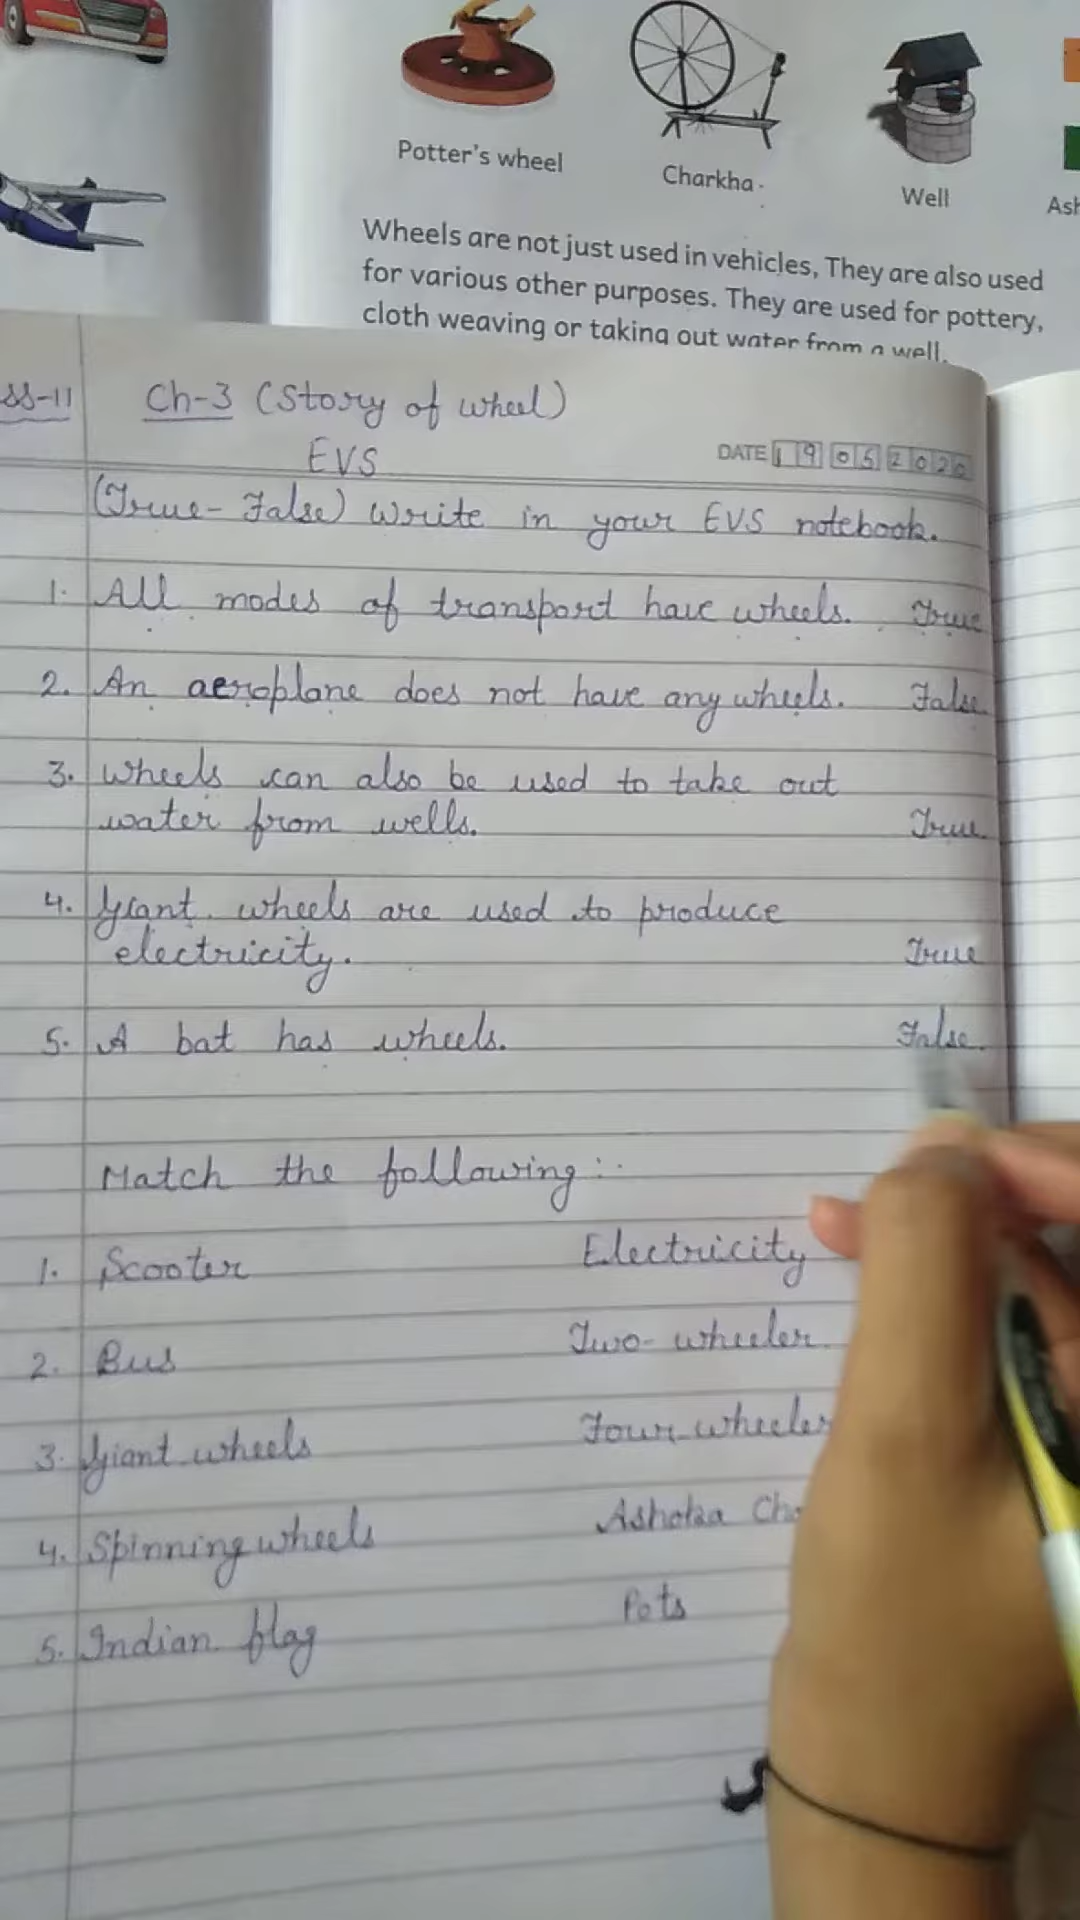 Potter's wheel
Charkha
Well
Wheels are not just used in vehicles, They are also used
for various other purposes. They are used for pottery,
cloth weaving or taking out water from a well.
ss-11
Ch-3 (Story of wheel)
EVS
DATE 19 05 2020
(True-False) Write in your EVS notebook.
1. All modes of transport have wheels. True
2. An aeroplane does not have any wheels. False
3. Wheels can also be used to take out
water from wells. True
4. Giant wheels are used to produce
electricity. True
5. A bat has wheels. False.
Match the following:-
1. Scooter Electricity
2. Bus Two-wheeler
3. Giant wheels Four-wheeler
4. Spinning wheels Ashoka
5. Indian flag Pots